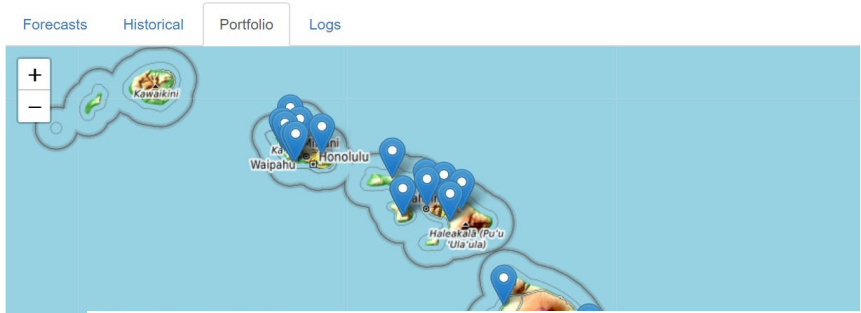 Forecasts Historical Portfolio Logs
+
−
Kawaikini
Honolulu
Waipahu
Haleakalā (Pu'u
'Ula'ula)